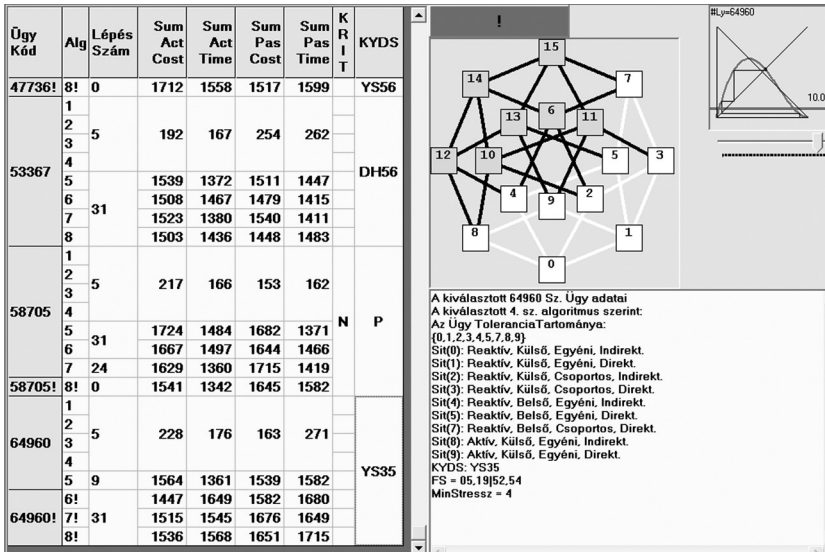 Ügy Kód | Alg | Lépés Szám | Sum Act Cost | Sum Act Time | Sum Pas Cost | Sum Pas Time | KRIT | KYDS
47736! 8! 0 1712 1558 1517 1599 YS56
53367 DH56
1
2
3
4
5 192 167 254 262
5 1539 1372 1511 1447
6 1508 1467 1479 1415
7 1523 1380 1540 1411
8 1503 1436 1448 1483
31
58705 N P
1
2
3
4
5 217 166 153 162
5 1724 1484 1682 1371
6 1667 1497 1644 1466
31
7 24 1629 1360 1715 1419
58705! 8! 0 1541 1342 1645 1582
64960 YS35
1
2
3
4
5 228 176 163 271
5 9 1564 1361 1539 1582
64960!
6! 1447 1649 1582 1680
7! 31 1515 1545 1676 1649
8! 1536 1568 1651 1715
!
15
14 7
13 6 11
12 10 5 3
4 9 2
8 1
0
#Ly=64960
10.0
A kiválasztott 64960 Sz. Ügy adatai
A kiválasztott 4. sz. algoritmus szerint:
Az Ügy ToleranciaTartománya:
{0,1,2,3,4,5,7,8,9}
Sit(0): Reaktív, Külső, Egyéni, Indirekt.
Sit(1): Reaktív, Külső, Egyéni, Direkt.
Sit(2): Reaktív, Külső, Csoportos, Indirekt.
Sit(3): Reaktív, Külső, Csoportos, Direkt.
Sit(4): Reaktív, Belső, Egyéni, Indirekt.
Sit(5): Reaktív, Belső, Egyéni, Direkt.
Sit(7): Reaktív, Belső, Csoportos, Direkt.
Sit(8): Aktív, Külső, Egyéni, Indirekt.
Sit(9): Aktív, Külső, Egyéni, Direkt.
KYDS: YS35
FS = 05,19|52,54
MinStressz = 4